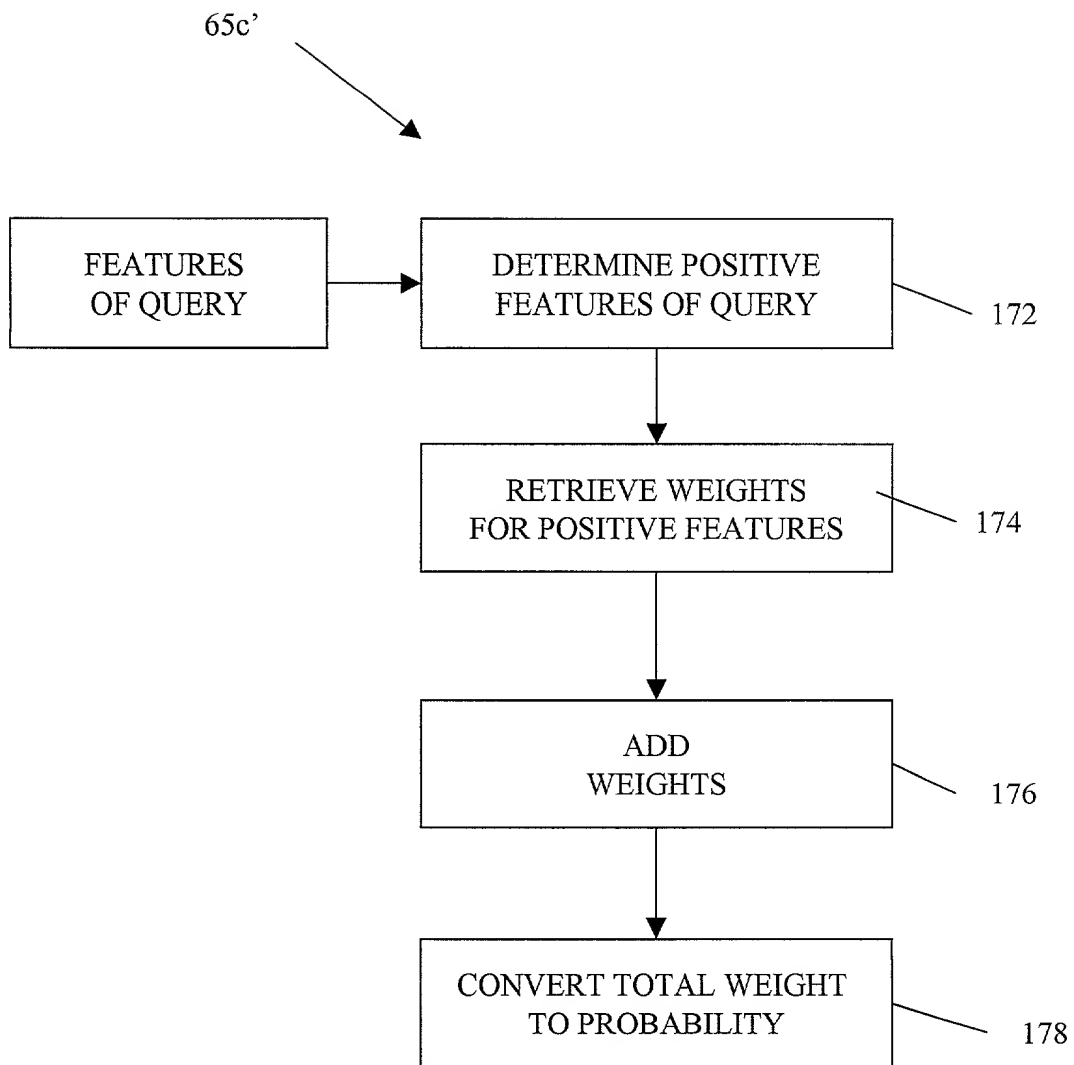 65c’
FEATURES
OF QUERY
DETERMINE POSITIVE
FEATURES OF QUERY
172
RETRIEVE WEIGHTS
FOR POSITIVE FEATURES
174
ADD
WEIGHTS
176
CONVERT TOTAL WEIGHT
TO PROBABILITY
178